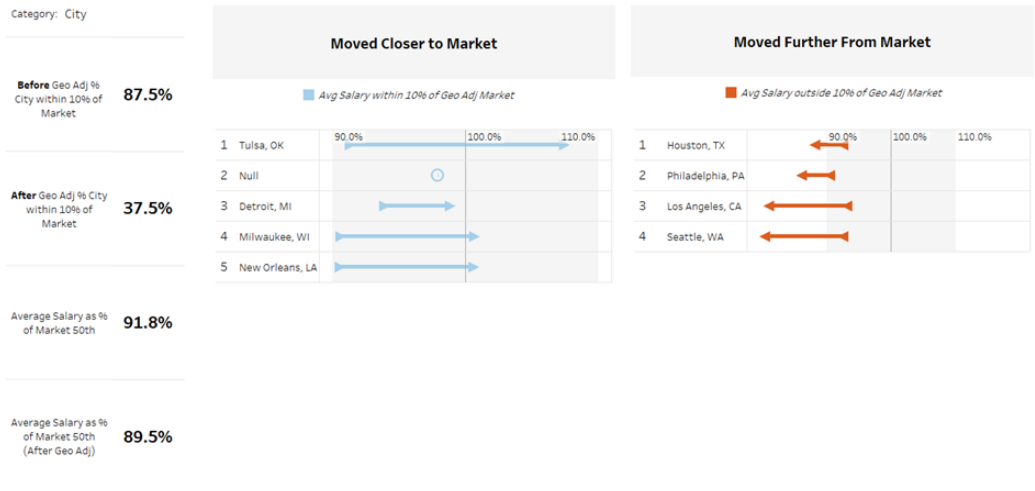 Category: City
Before Geo Adj %
City within 10% of
Market
87.5%
After Geo Adj % City
within 10% of
Market
37.5%
Average Salary as %
of Market 50th
91.8%
Average Salary as %
of Market 50th
(After Geo Adj)
89.5%
Moved Closer to Market
Avg Salary within 10% of Geo Adj Market
90.0% 100.0% 110.0%
1 Tulsa, OK
2 Null
3 Detroit, MI
4 Milwaukee, WI
5 New Orleans, LA
Moved Further From Market
Avg Salary outside 10% of Geo Adj Market
90.0% 100.0% 110.0%
1 Houston, TX
2 Philadelphia, PA
3 Los Angeles, CA
4 Seattle, WA